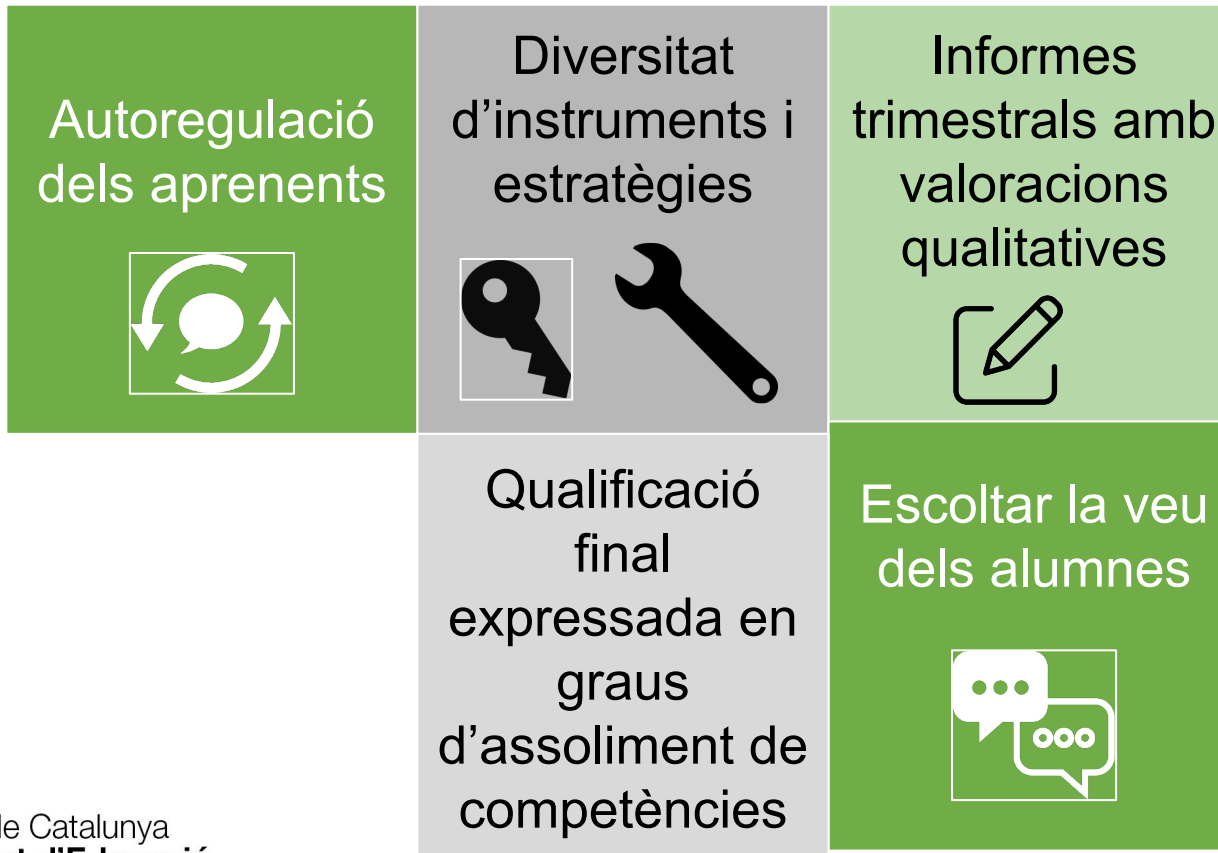 Autoregulació
dels aprenents
Diversitat
d’instruments i
estratègies
Informes
trimestrals amb
valoracions
qualitatives
Qualificació
final
expressada en
graus
d’assoliment de
competències
Escoltar la veu
dels alumnes
de Catalunya